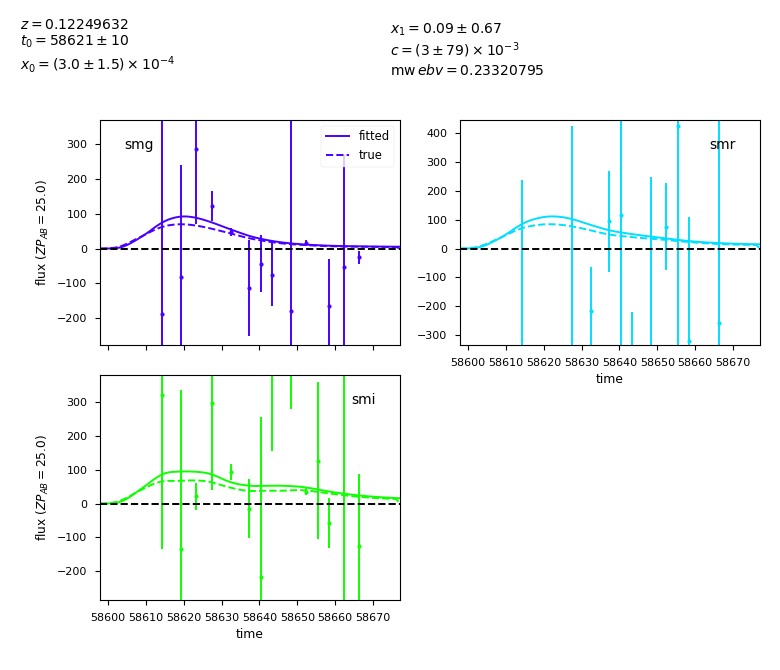 z = 0.12249632
t₀ = 58621 ± 10
x₀ = (3.0 ± 1.5) × 10⁻⁴
x₁ = 0.09 ± 0.67
c = (3 ± 79) × 10⁻³
mw ebv = 0.23320795
smg
fitted
true
300
200
100
0
−100
−200
flux (ZP_AB = 25.0)
smr
400
300
200
100
0
−100
−200
−300
58600 58610 58620 58630 58640 58650 58660 58670
time
smi
300
200
100
0
−100
−200
flux (ZP_AB = 25.0)
58600 58610 58620 58630 58640 58650 58660 58670
time